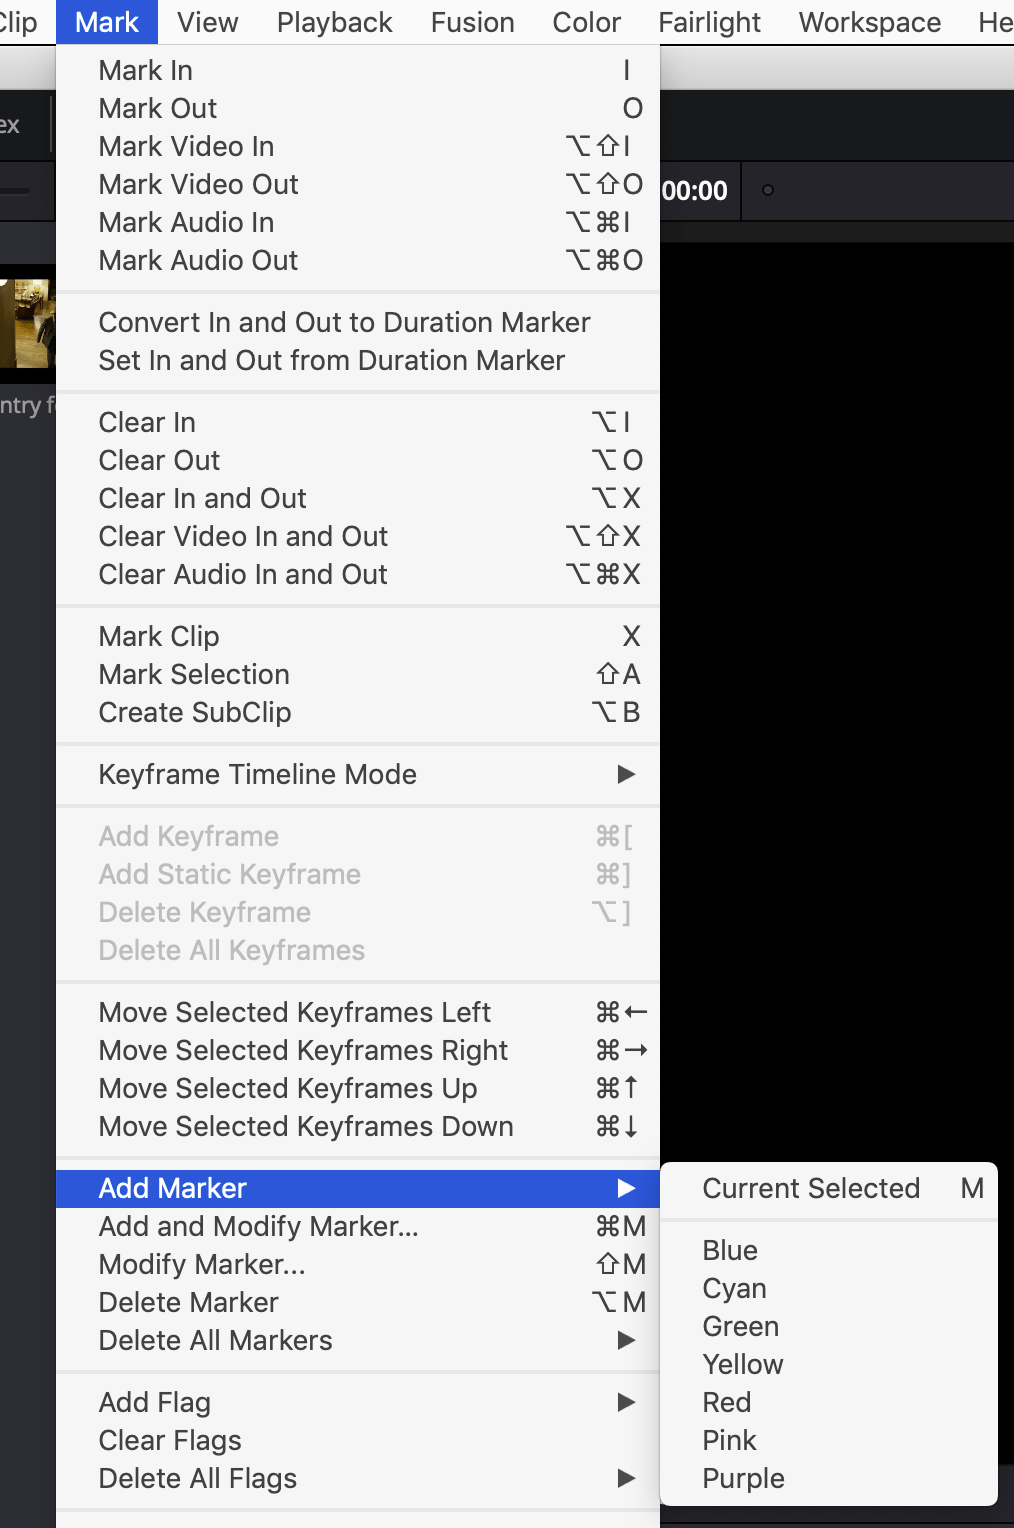 Clip Mark View Playback Fusion Color Fairlight Workspace He
ex
00:00
ntry f
Mark In I
Mark Out O
Mark Video In ⌥⇧I
Mark Video Out ⌥⇧O
Mark Audio In ⌥⌘I
Mark Audio Out ⌥⌘O
Convert In and Out to Duration Marker
Set In and Out from Duration Marker
Clear In ⌥I
Clear Out ⌥O
Clear In and Out ⌥X
Clear Video In and Out ⌥⇧X
Clear Audio In and Out ⌥⌘X
Mark Clip X
Mark Selection ⇧A
Create SubClip ⌥B
Keyframe Timeline Mode ▶
Add Keyframe ⌘[
Add Static Keyframe ⌘]
Delete Keyframe ⌥]
Delete All Keyframes
Move Selected Keyframes Left ⌘←
Move Selected Keyframes Right ⌘→
Move Selected Keyframes Up ⌘↑
Move Selected Keyframes Down ⌘↓
Add Marker ▶
Add and Modify Marker... ⌘M
Modify Marker... ⇧M
Delete Marker ⌥M
Delete All Markers ▶
Add Flag ▶
Clear Flags
Delete All Flags ▶
Current Selected M
Blue
Cyan
Green
Yellow
Red
Pink
Purple